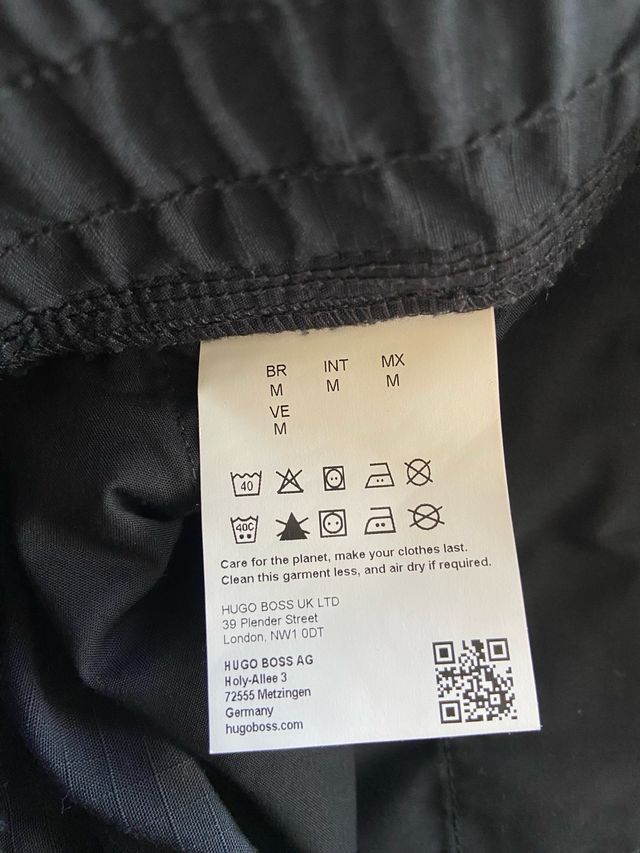 BR INT MX
M M M
VE
M
40
40C
Care for the planet, make your clothes last.
Clean this garment less, and air dry if required.
HUGO BOSS UK LTD
39 Plender Street
London, NW1 0DT
HUGO BOSS AG
Holy-Allee 3
72555 Metzingen
Germany
hugoboss.com